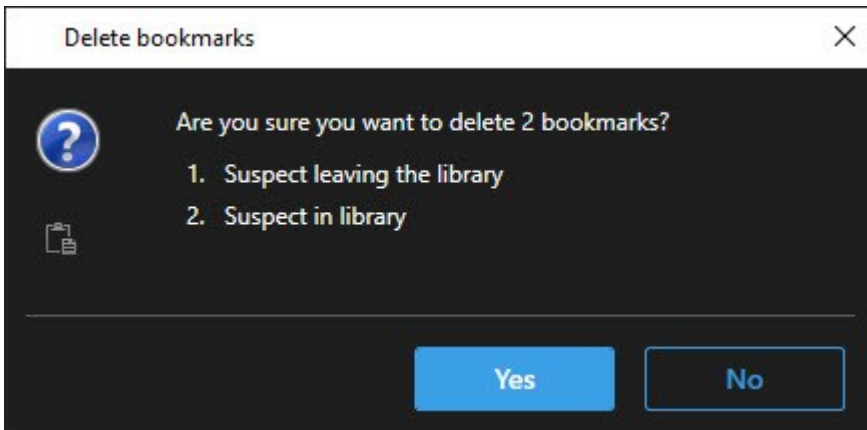 Delete bookmarks
Are you sure you want to delete 2 bookmarks?
1. Suspect leaving the library
2. Suspect in library
Yes
No